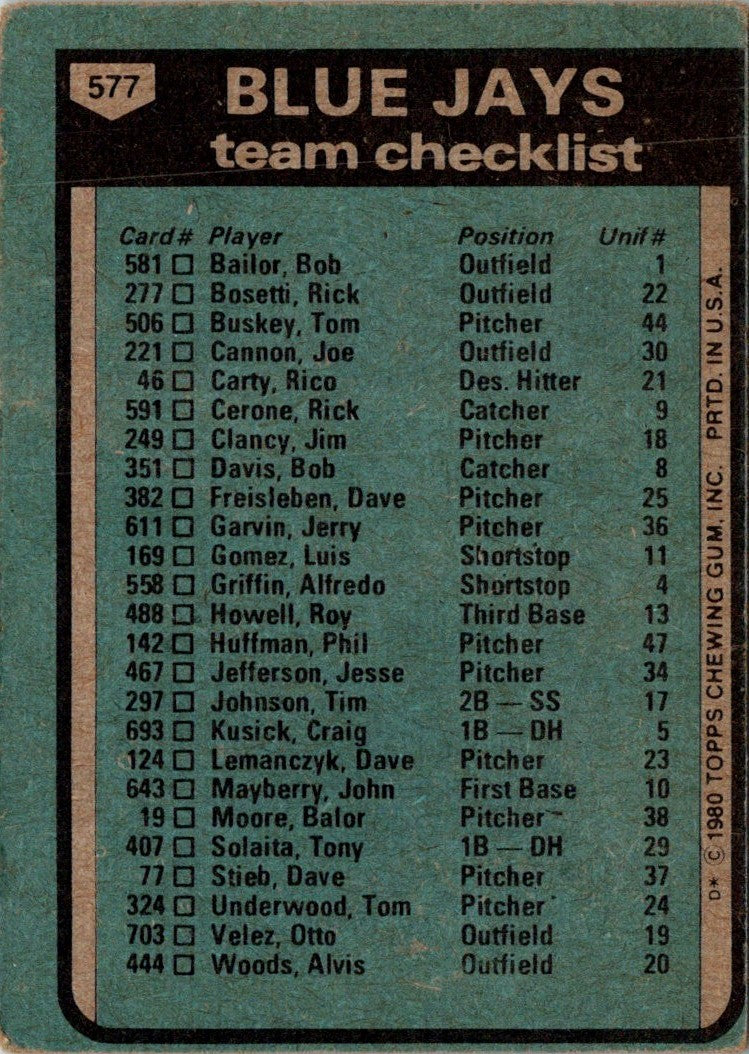 577
BLUE JAYS
team checklist
Card # Player Position Unif #
581 □ Bailor, Bob Outfield 1
277 □ Bosetti, Rick Outfield 22
506 □ Buskey, Tom Pitcher 44
221 □ Cannon, Joe Outfield 30
46 □ Carty, Rico Des. Hitter 21
591 □ Cerone, Rick Catcher 9
249 □ Clancy, Jim Pitcher 18
351 □ Davis, Bob Catcher 8
382 □ Freisleben, Dave Pitcher 25
611 □ Garvin, Jerry Pitcher 36
169 □ Gomez, Luis Shortstop 11
558 □ Griffin, Alfredo Shortstop 4
488 □ Howell, Roy Third Base 13
142 □ Huffman, Phil Pitcher 47
467 □ Jefferson, Jesse Pitcher 34
297 □ Johnson, Tim 2B — SS 17
693 □ Kusick, Craig 1B — DH 5
124 □ Lemanczyk, Dave Pitcher 23
643 □ Mayberry, John First Base 10
19 □ Moore, Balor Pitcher 38
407 □ Solaita, Tony 1B — DH 29
77 □ Stieb, Dave Pitcher 37
324 □ Underwood, Tom Pitcher 24
703 □ Velez, Otto Outfield 19
444 □ Woods, Alvis Outfield 20
D* © 1980 TOPPS CHEWING GUM, INC. PRTD. IN U.S.A.